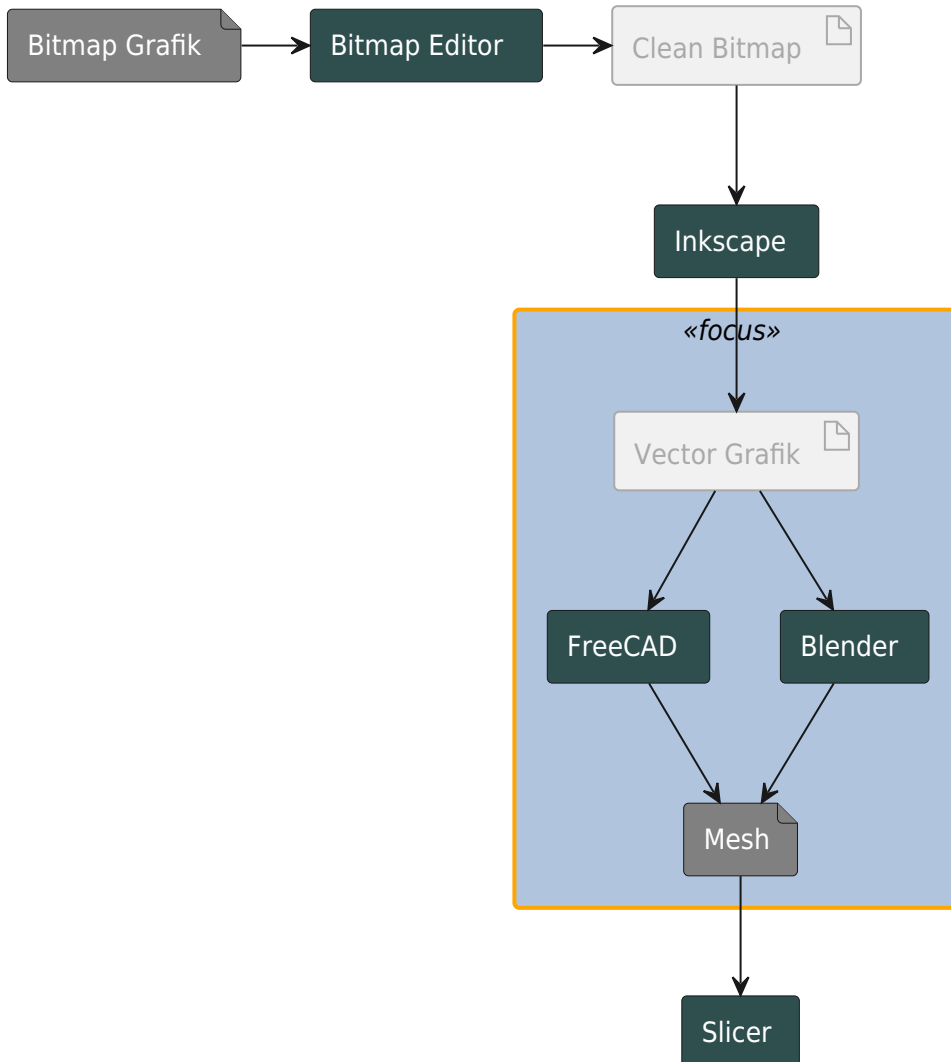 Bitmap Grafik
Bitmap Editor
Clean Bitmap
Inkscape
«focus»
Vector Grafik
FreeCAD
Blender
Mesh
Slicer